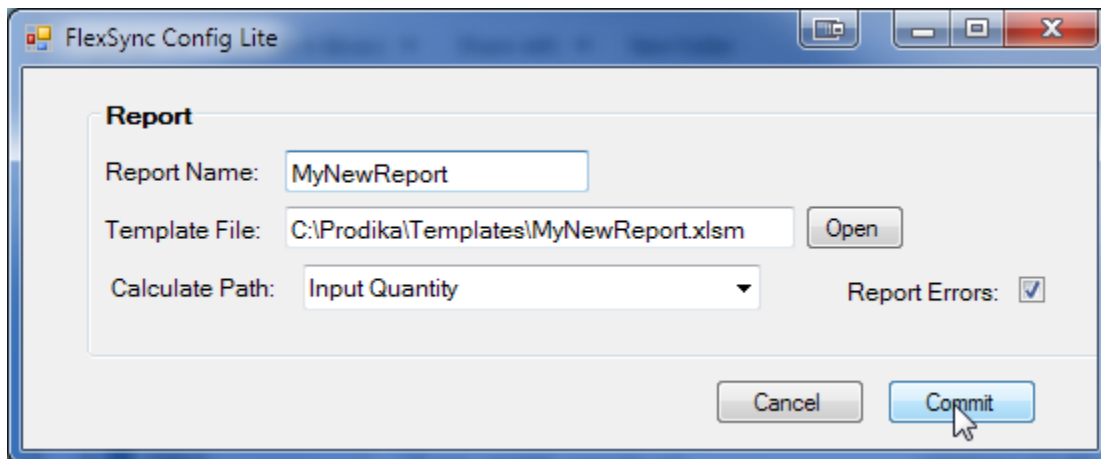 FlexSync Config Lite
Report
Report Name: MyNewReport
Template File: C:\Prodika\Templates\MyNewReport.xlsm Open
Calculate Path: Input Quantity Report Errors:
Cancel Commit